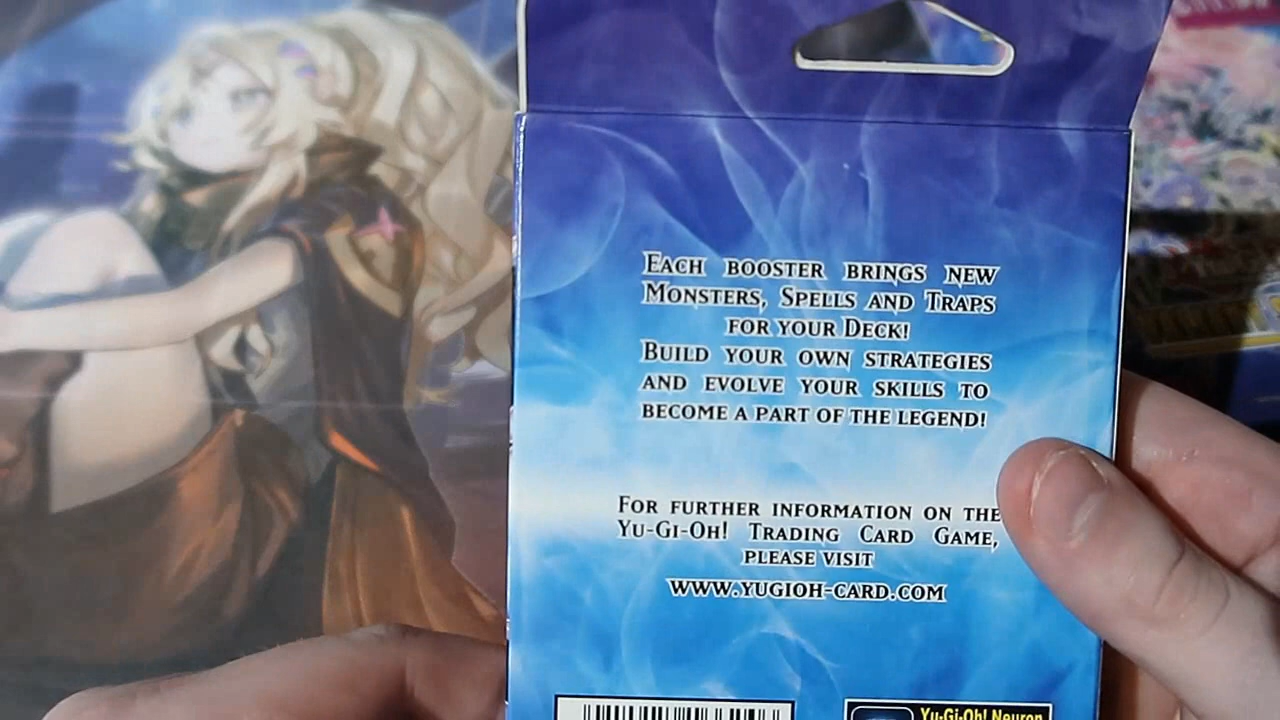 EACH BOOSTER BRINGS NEW
MONSTERS, SPELLS AND TRAPS
FOR YOUR DECK!
BUILD YOUR OWN STRATEGIES
AND EVOLVE YOUR SKILLS TO
BECOME A PART OF THE LEGEND!
FOR FURTHER INFORMATION ON THE
YU-GI-OH! TRADING CARD GAME,
PLEASE VISIT
WWW.YUGIOH-CARD.COM
Yu-Gi-Oh! Neuron